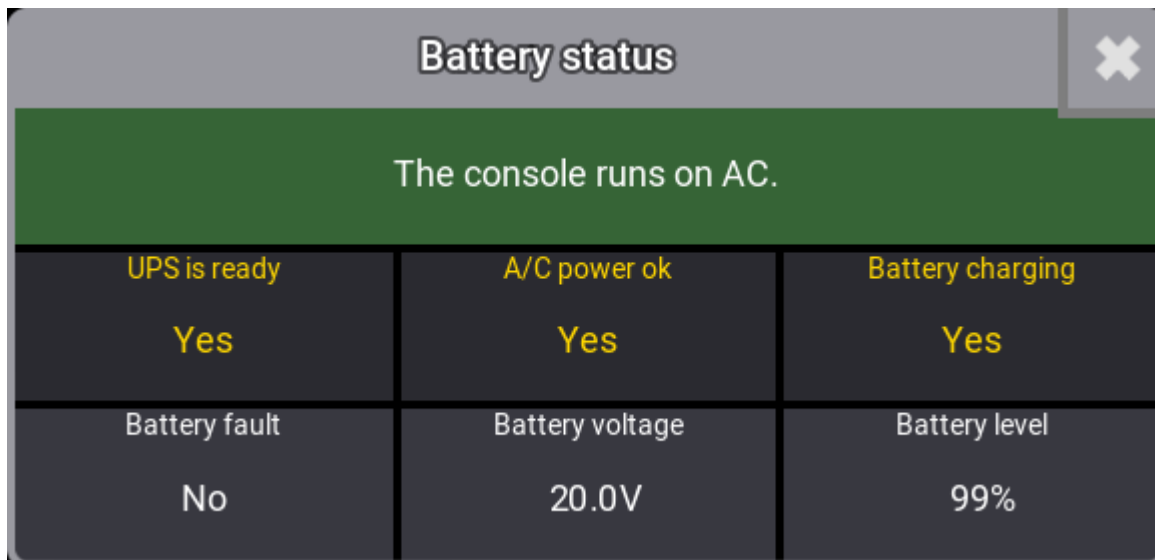 Battery status
The console runs on AC.
UPS is ready
A/C power ok
Battery charging
Yes
Yes
Yes
Battery fault
Battery voltage
Battery level
No
20.0V
99%